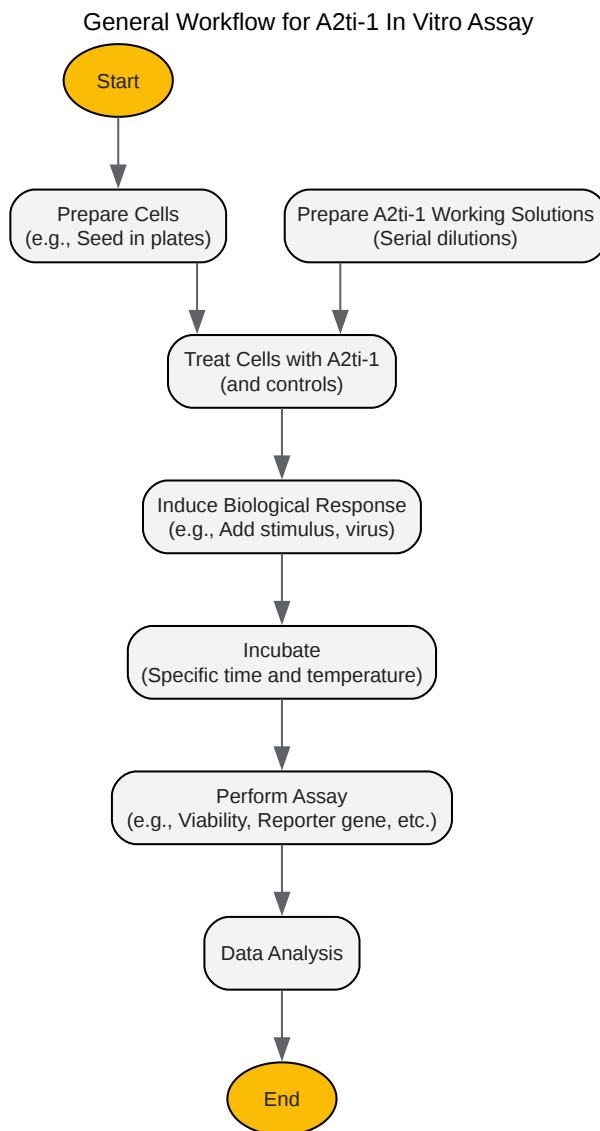 General Workflow for A2ti-1 In Vitro Assay
Start
Prepare Cells
(e.g., Seed in plates)
Prepare A2ti-1 Working Solutions
(Serial dilutions)
Treat Cells with A2ti-1
(and controls)
Induce Biological Response
(e.g., Add stimulus, virus)
Incubate
(Specific time and temperature)
Perform Assay
(e.g., Viability, Reporter gene, etc.)
Data Analysis
End